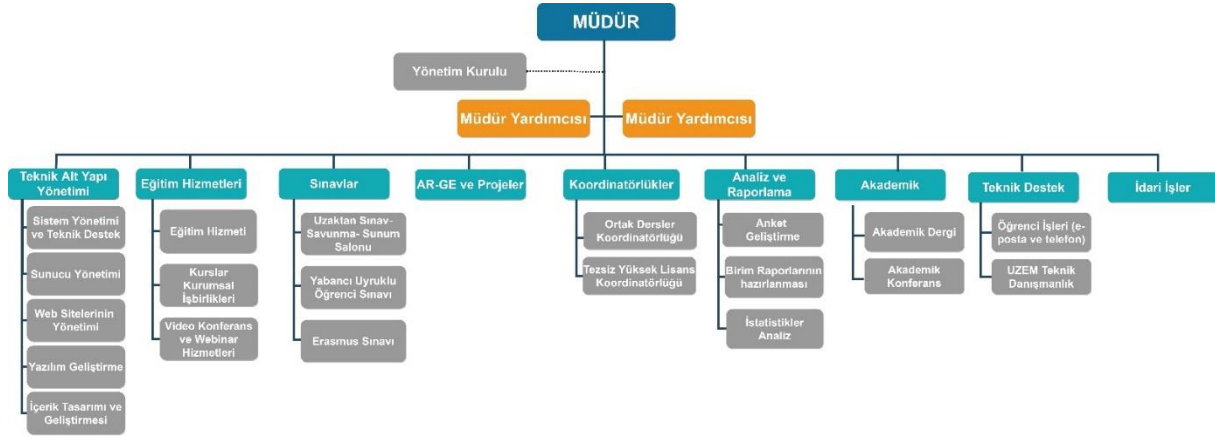 MÜDÜR
Yönetim Kurulu
Müdür Yardımcısı
Müdür Yardımcısı
Teknik Alt Yapı
Yönetimi
Eğitim Hizmetleri
Sınavlar
AR-GE ve Projeler
Koordinatörlükler
Analiz ve
Raporlama
Akademik
Teknik Destek
İdari İşler
Sistem Yönetimi
ve Teknik Destek
Sunucu Yönetimi
Web Sitelerinin
Yönetimi
Yazılım Geliştirme
İçerik Tasarımı ve
Geliştirmesi
Eğitim Hizmeti
Kurslar
Kurumsal
İşbirlikleri
Video Konferans
ve Webinar
Hizmetleri
Uzaktan Sınav-
Savunma- Sunum
Salonu
Yabancı Uyruklu
Öğrenci Sınavı
Erasmus Sınavı
Ortak Dersler
Koordinatörlüğü
Tezsiz Yüksek Lisans
Koordinatörlüğü
Anket
Geliştirme
Birim Raporlarının
hazırlanması
İstatistikler
Analiz
Akademik Dergi
Akademik
Konferans
Öğrenci İşleri (e-
posta ve telefon)
UZEM Teknik
Danışmanlık